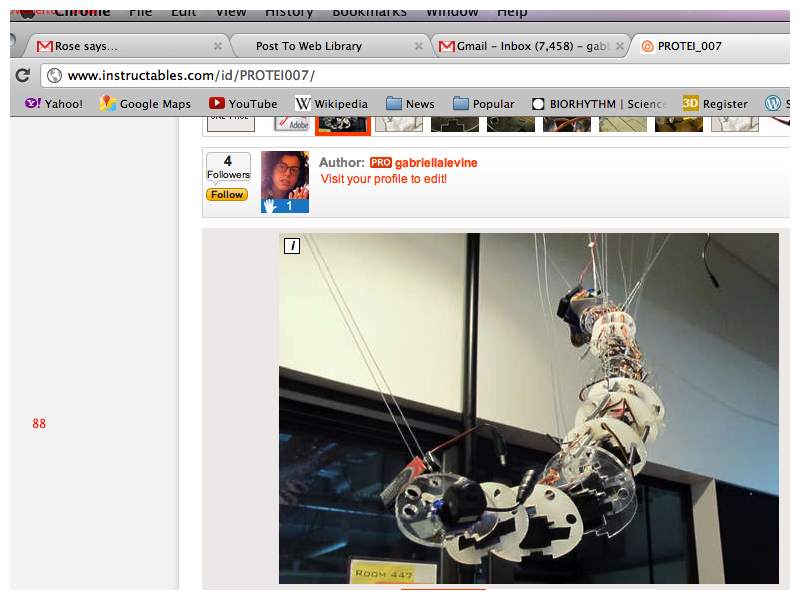 Chrome File Edit View History Bookmarks Window Help
Rose says... Post To Web Library Gmail – Inbox (7,458) – gab PROTEI_007
www.instructables.com/id/PROTEI007/
Yahoo! Google Maps YouTube Wikipedia News Popular BIORHYTHM | Science 3D Register
Adobe
4
Followers
Follow
1
Author: PRO gabriellalevine
Visit your profile to edit!
i
88
ROOM 447